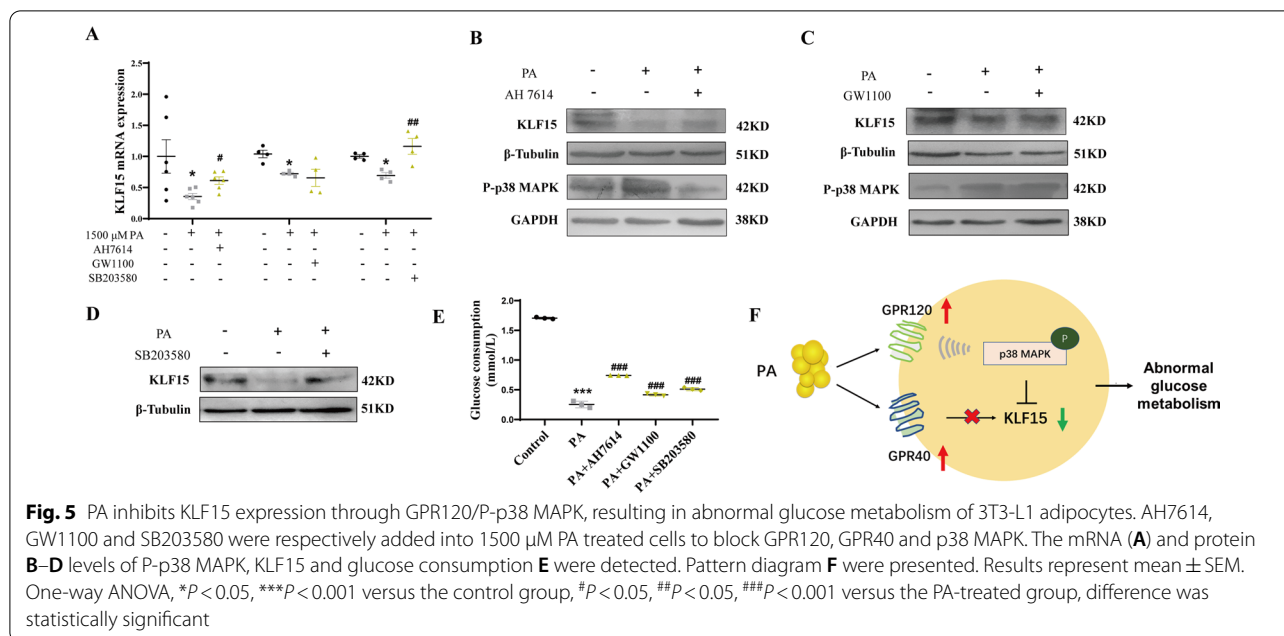 A
KLF15 mRNA expression
2.5
2.0
1.5
1.0
0.5
0.0
* # * * ##
1500 μM PA - + + - + + - + +
AH7614 - - + - - - - - -
GW1100 - - - - - + - - -
SB203580 - - - - - - - - +
B
PA - + +
AH 7614 - - +
KLF15 42KD
β-Tubulin 51KD
P-p38 MAPK 42KD
GAPDH 38KD
C
PA - + +
GW1100 - - +
KLF15 42KD
β-Tubulin 51KD
P-p38 MAPK 42KD
GAPDH 38KD
D
PA - + +
SB203580 - - +
KLF15 42KD
β-Tubulin 51KD
E
Glucose consumption
(mmol/L)
2.0
1.5
1.0
0.5
0.0
*** ### ### ###
Control PA PA+AH7614 PA+GW1100 PA+SB203580
F
PA
GPR120
P
p38 MAPK
KLF15
GPR40
Abnormal
glucose
metabolism
Fig. 5 PA inhibits KLF15 expression through GPR120/P-p38 MAPK, resulting in abnormal glucose metabolism of 3T3-L1 adipocytes. AH7614,
GW1100 and SB203580 were respectively added into 1500 μM PA treated cells to block GPR120, GPR40 and p38 MAPK. The mRNA (A) and protein
B–D levels of P-p38 MAPK, KLF15 and glucose consumption E were detected. Pattern diagram F were presented. Results represent mean ± SEM.
One-way ANOVA, *P < 0.05, ***P < 0.001 versus the control group, #P < 0.05, ##P < 0.05, ###P < 0.001 versus the PA-treated group, difference was
statistically significant